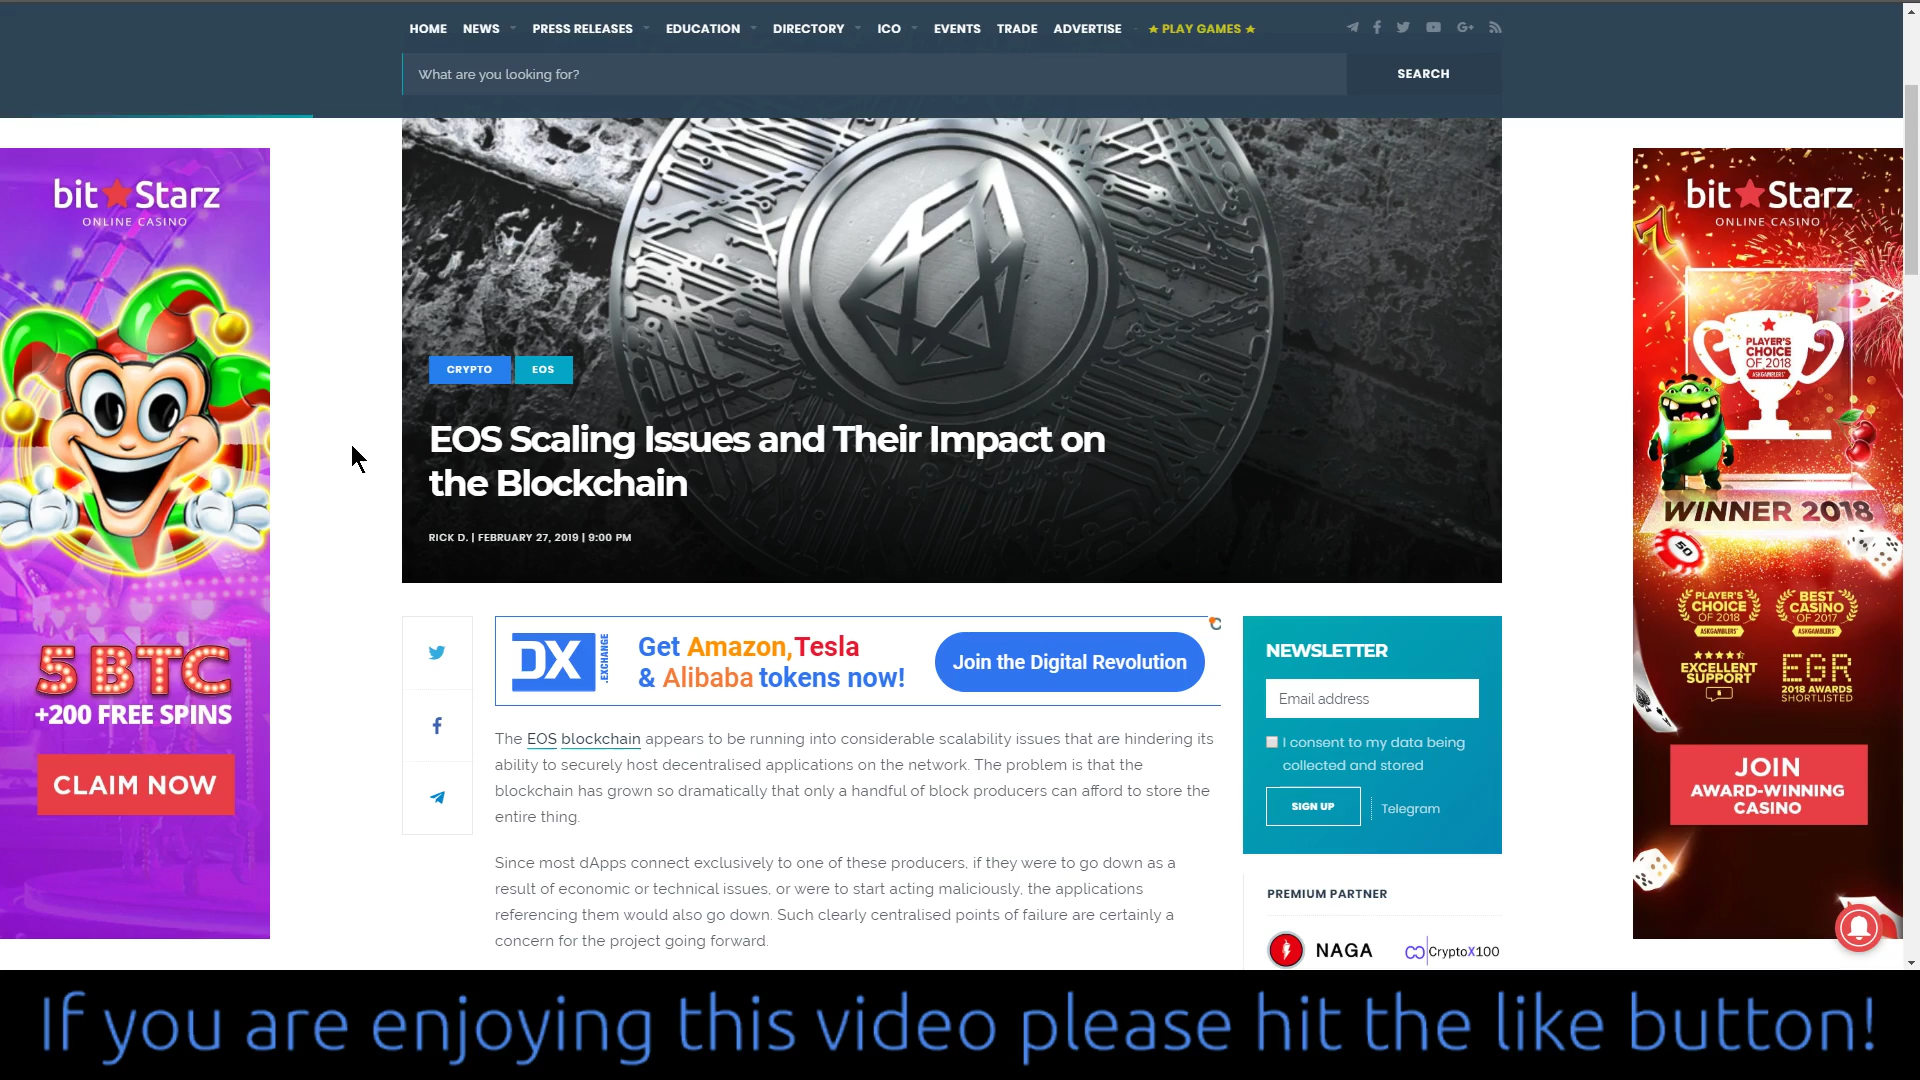 HOME NEWS PRESS RELEASES EDUCATION DIRECTORY ICO EVENTS TRADE ADVERTISE ★ PLAY GAMES ★
What are you looking for?
SEARCH
bit★Starz
ONLINE CASINO
5 BTC
+200 FREE SPINS
CLAIM NOW
CRYPTO
EOS
EOS Scaling Issues and Their Impact on
the Blockchain
RICK D. | FEBRUARY 27, 2019 | 9:00 PM
DX
.EXCHANGE
Get Amazon, Tesla
& Alibaba tokens now!
Join the Digital Revolution
The EOS blockchain appears to be running into considerable scalability issues that are hindering its
ability to securely host decentralised applications on the network. The problem is that the
blockchain has grown so dramatically that only a handful of block producers can afford to store the
entire thing.
Since most dApps connect exclusively to one of these producers, if they were to go down as a
result of economic or technical issues, or were to start acting maliciously, the applications
referencing them would also go down. Such clearly centralised points of failure are certainly a
concern for the project going forward.
NEWSLETTER
Email address
I consent to my data being
collected and stored
SIGN UP
Telegram
PREMIUM PARTNER
NAGA
CryptoX100
bit★Starz
ONLINE CASINO
7
PLAYER'S
CHOICE
OF 2018
ASKGAMBLERS
WINNER 2018
50
PLAYER'S
CHOICE
OF 2018
ASKGAMBLERS
BEST
CASINO
OF 2017
ASKGAMBLERS
EXCELLENT
SUPPORT
EGR
2018 AWARDS
SHORTLISTED
JOIN
AWARD-WINNING
CASINO
If you are enjoying this video please hit the like button!